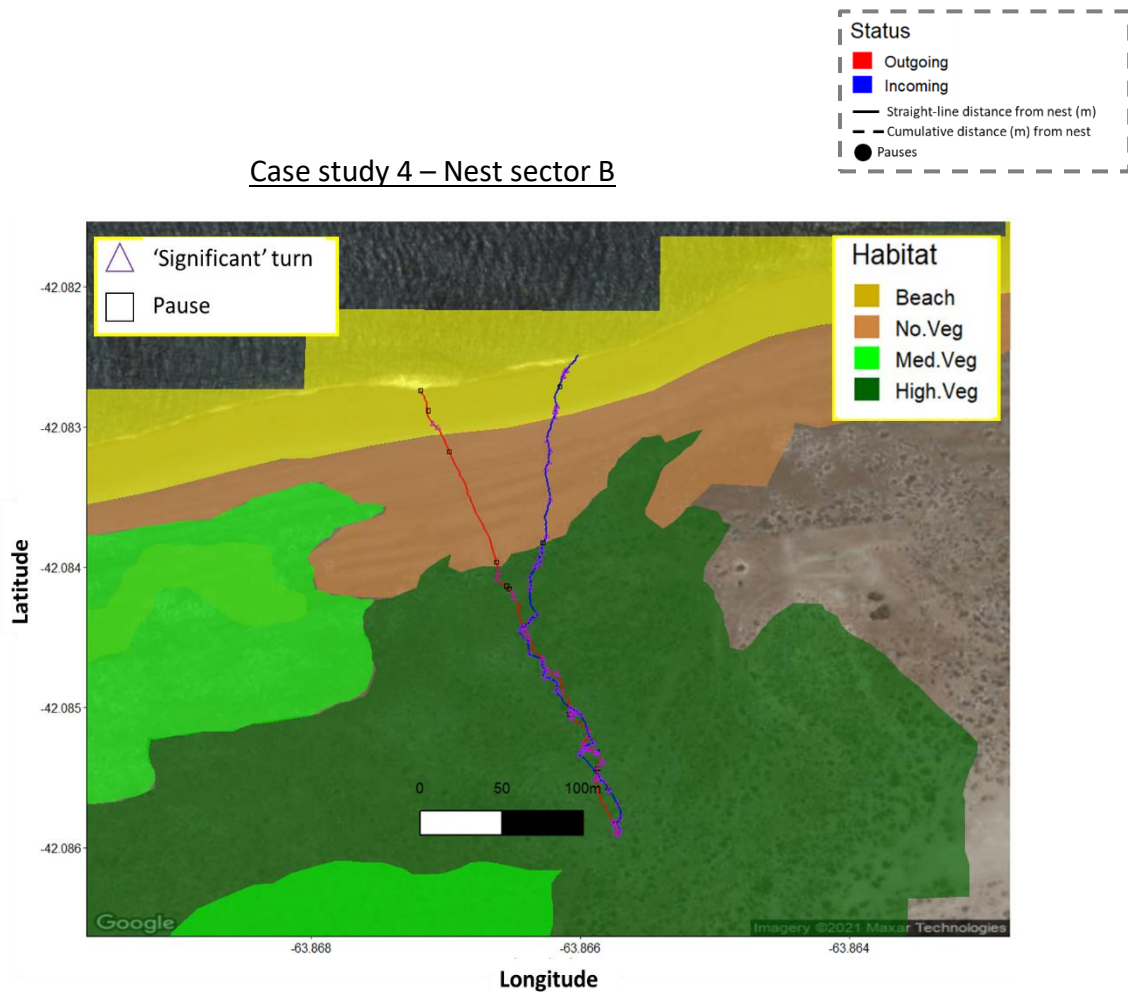 Status
Outgoing
Incoming
Straight-line distance from nest (m)
Cumulative distance (m) from nest
Pauses
Case study 4 – Nest sector B
'Significant' turn
Pause
Habitat
Beach
No.Veg
Med.Veg
High.Veg
-42.082
-42.083
-42.084
-42.085
-42.086
Latitude
0 50 100m
Google
Imagery ©2021 Maxar Technologies
-63.868 -63.866 -63.864
Longitude